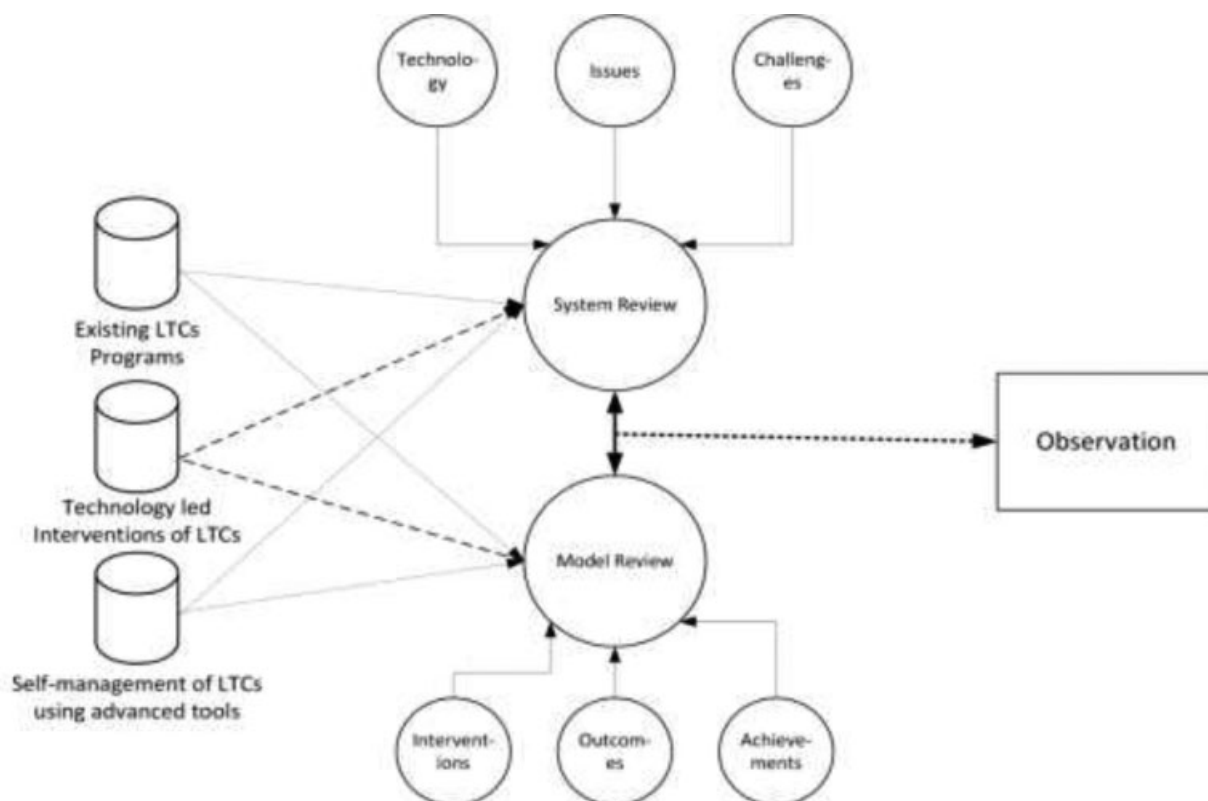 Technolo-
gy
Issues
Challeng-
es
Existing LTCs
Programs
System Review
Technology led
Interventions of LTCs
Observation
Model Review
Self-management of LTCs
using advanced tools
Intervent-
ions
Outcom-
es
Achieve-
ments